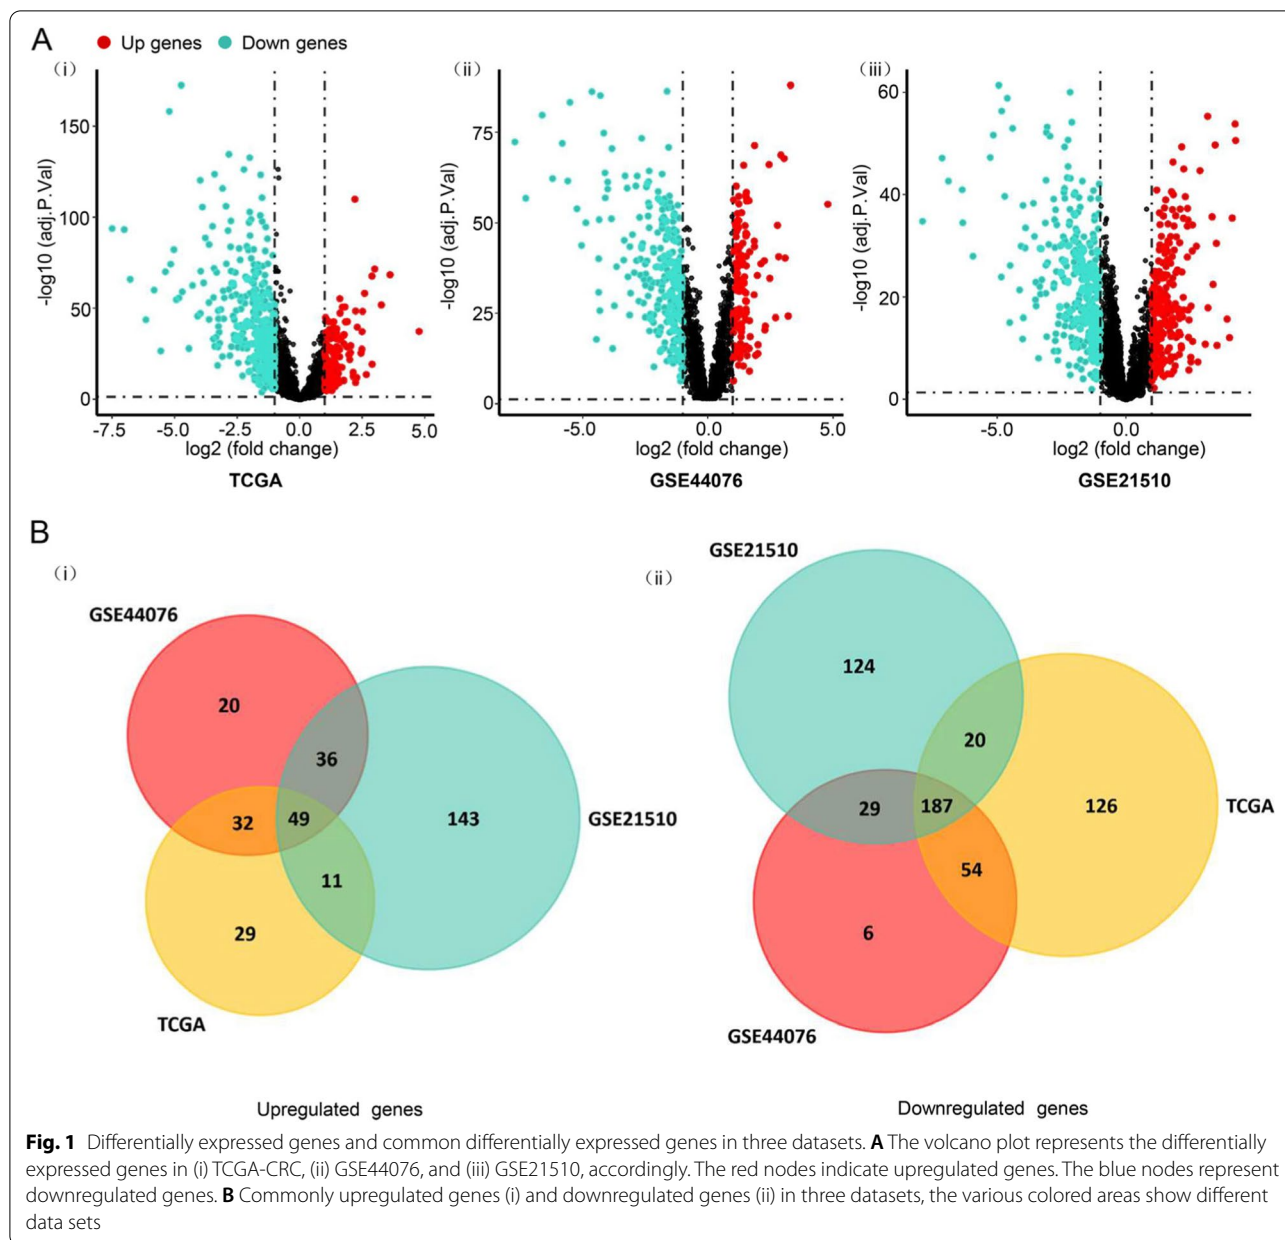 A
Up genes
Down genes
(i)
-log10 (adj.P.Val)
150
100
50
0
-7.5 -5.0 -2.5 0.0 2.5 5.0
log2 (fold change)
TCGA
(ii)
-log10 (adj.P.Val)
75
50
25
0
-5.0 0.0 5.0
log2 (fold change)
GSE44076
(iii)
-log10 (adj.P.Val)
60
40
20
0
-5.0 0.0
log2 (fold change)
GSE21510
B
(i)
GSE44076
20
36
32
49
143
GSE21510
11
29
TCGA
Upregulated genes
(ii)
GSE21510
124
20
29
187
126
TCGA
54
6
GSE44076
Downregulated genes
Fig. 1 Differentially expressed genes and common differentially expressed genes in three datasets. A The volcano plot represents the differentially
expressed genes in (i) TCGA-CRC, (ii) GSE44076, and (iii) GSE21510, accordingly. The red nodes indicate upregulated genes. The blue nodes represent
downregulated genes. B Commonly upregulated genes (i) and downregulated genes (ii) in three datasets, the various colored areas show different
data sets